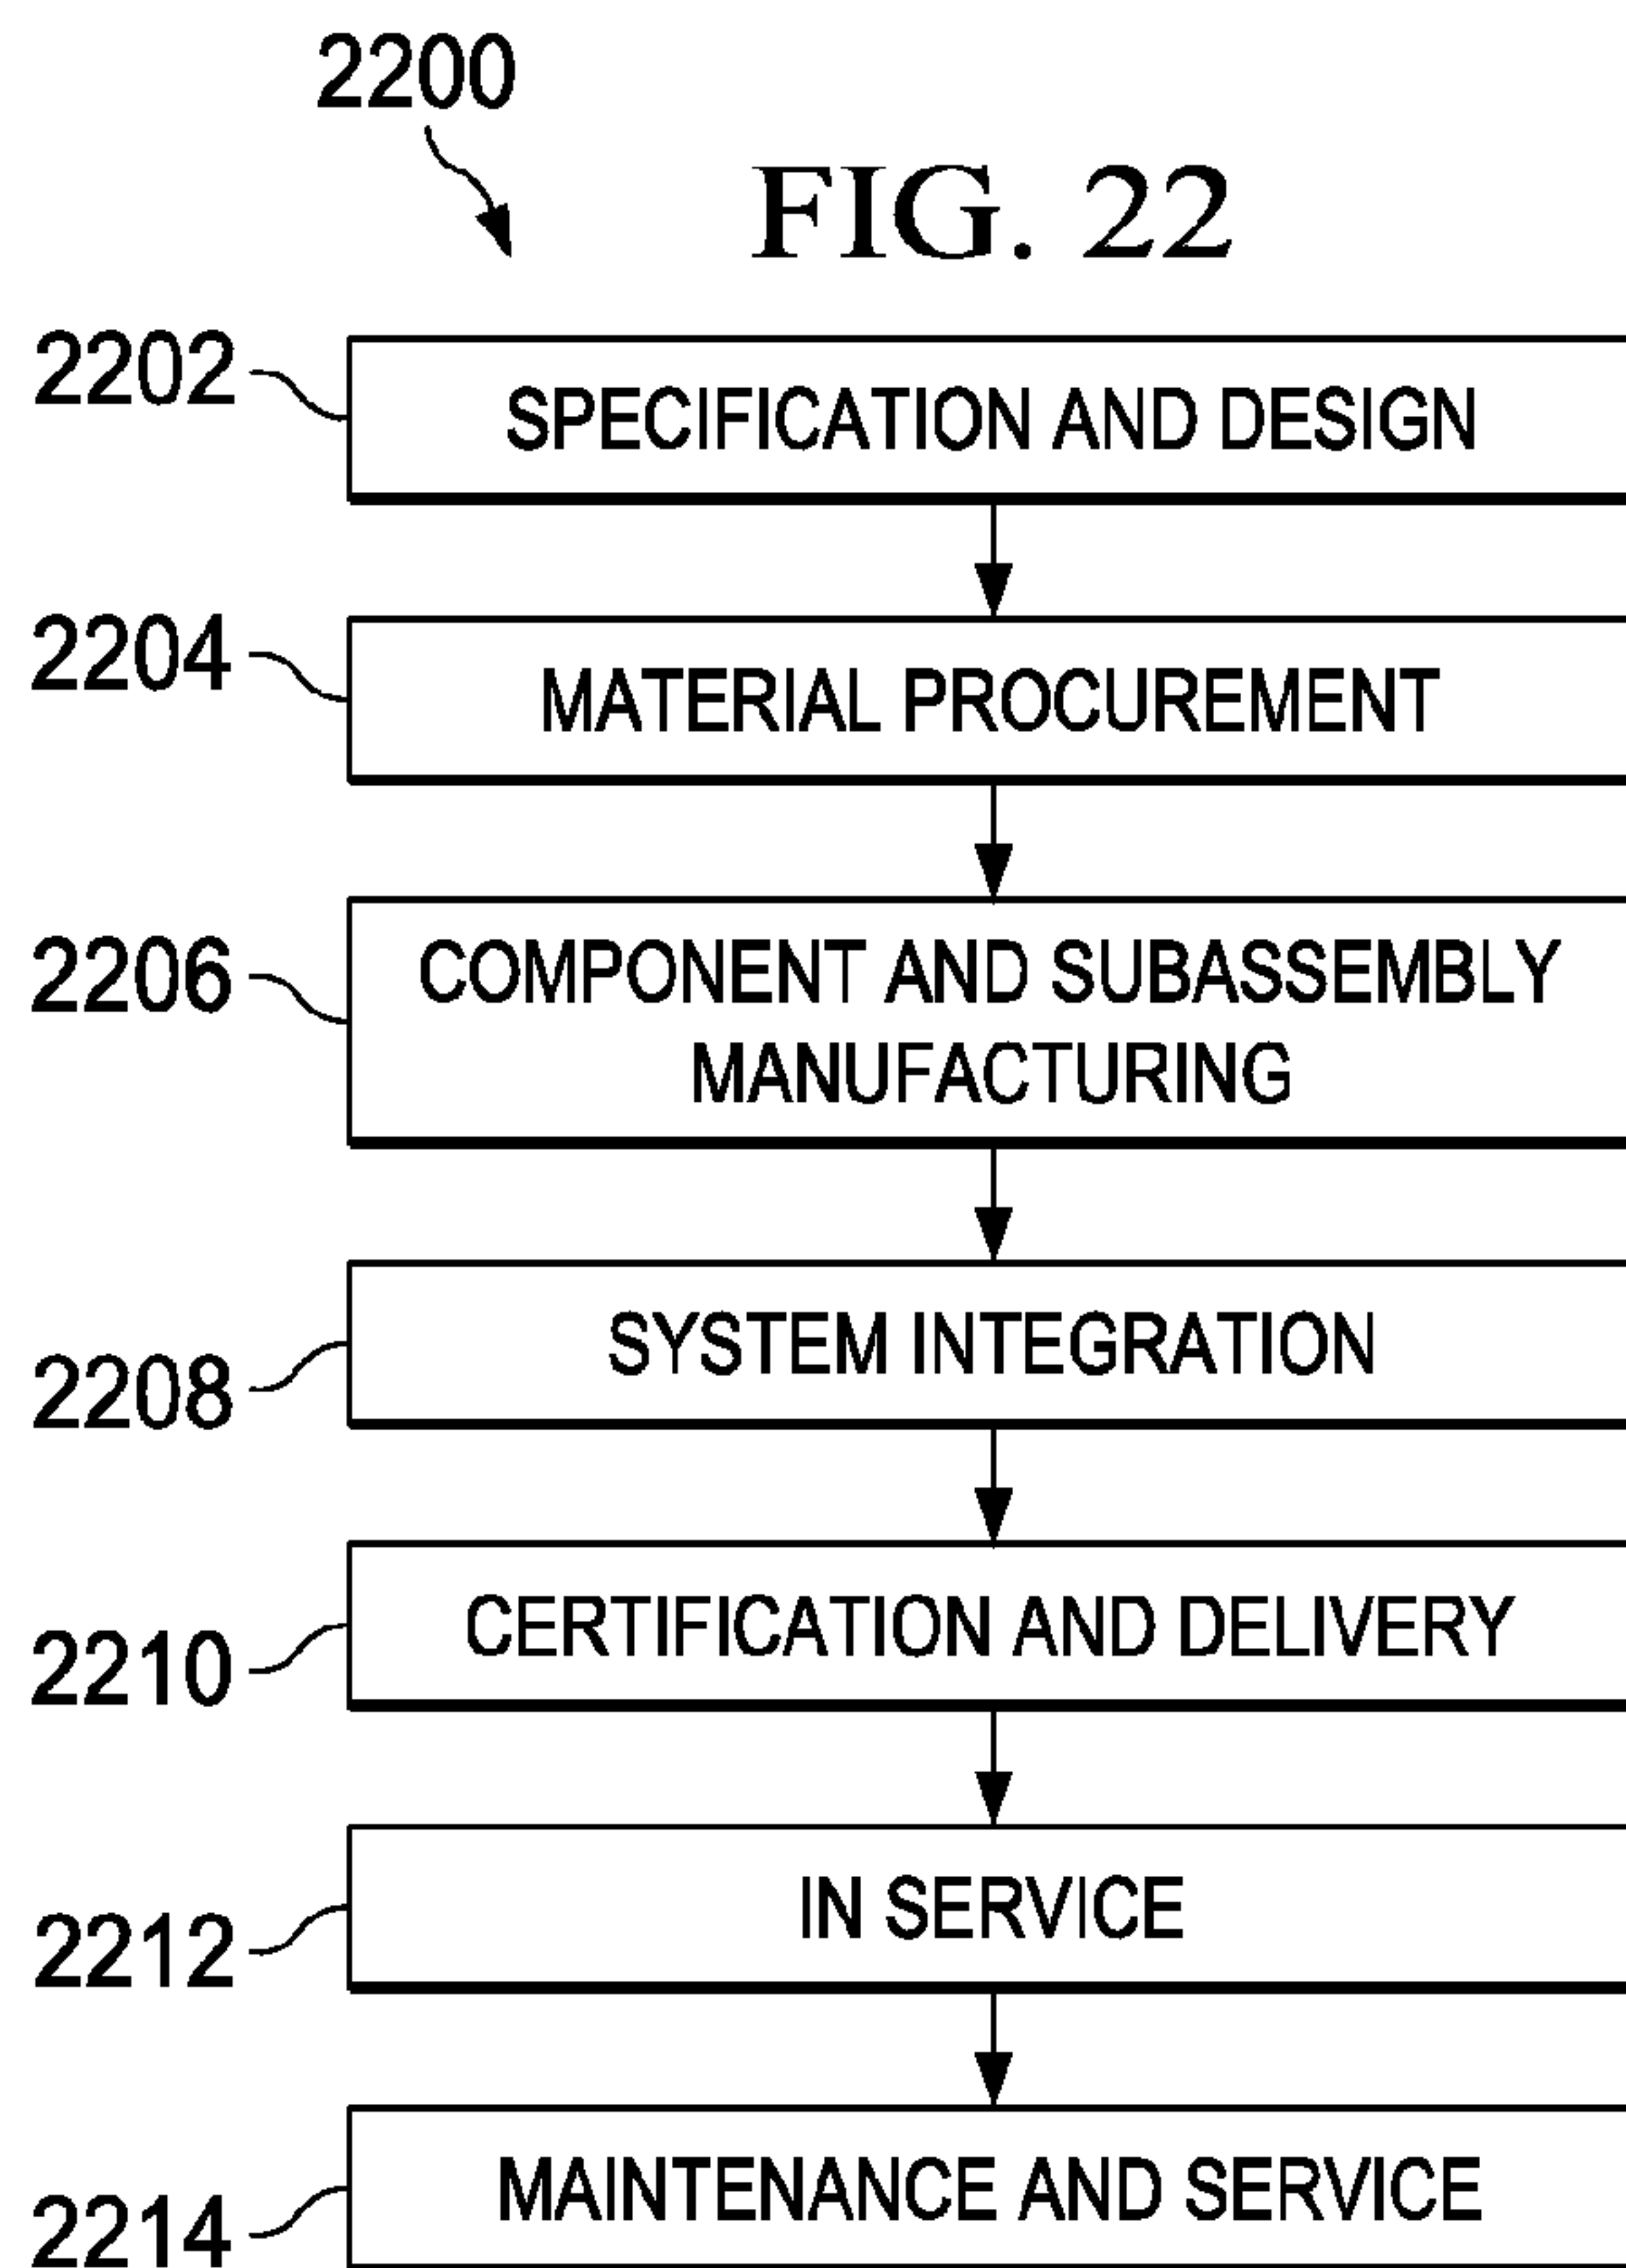 2200
FIG. 22
2202
SPECIFICATION AND DESIGN
2204
MATERIAL PROCUREMENT
2206
COMPONENT AND SUBASSEMBLY
MANUFACTURING
2208
SYSTEM INTEGRATION
2210
CERTIFICATION AND DELIVERY
2212
IN SERVICE
2214
MAINTENANCE AND SERVICE